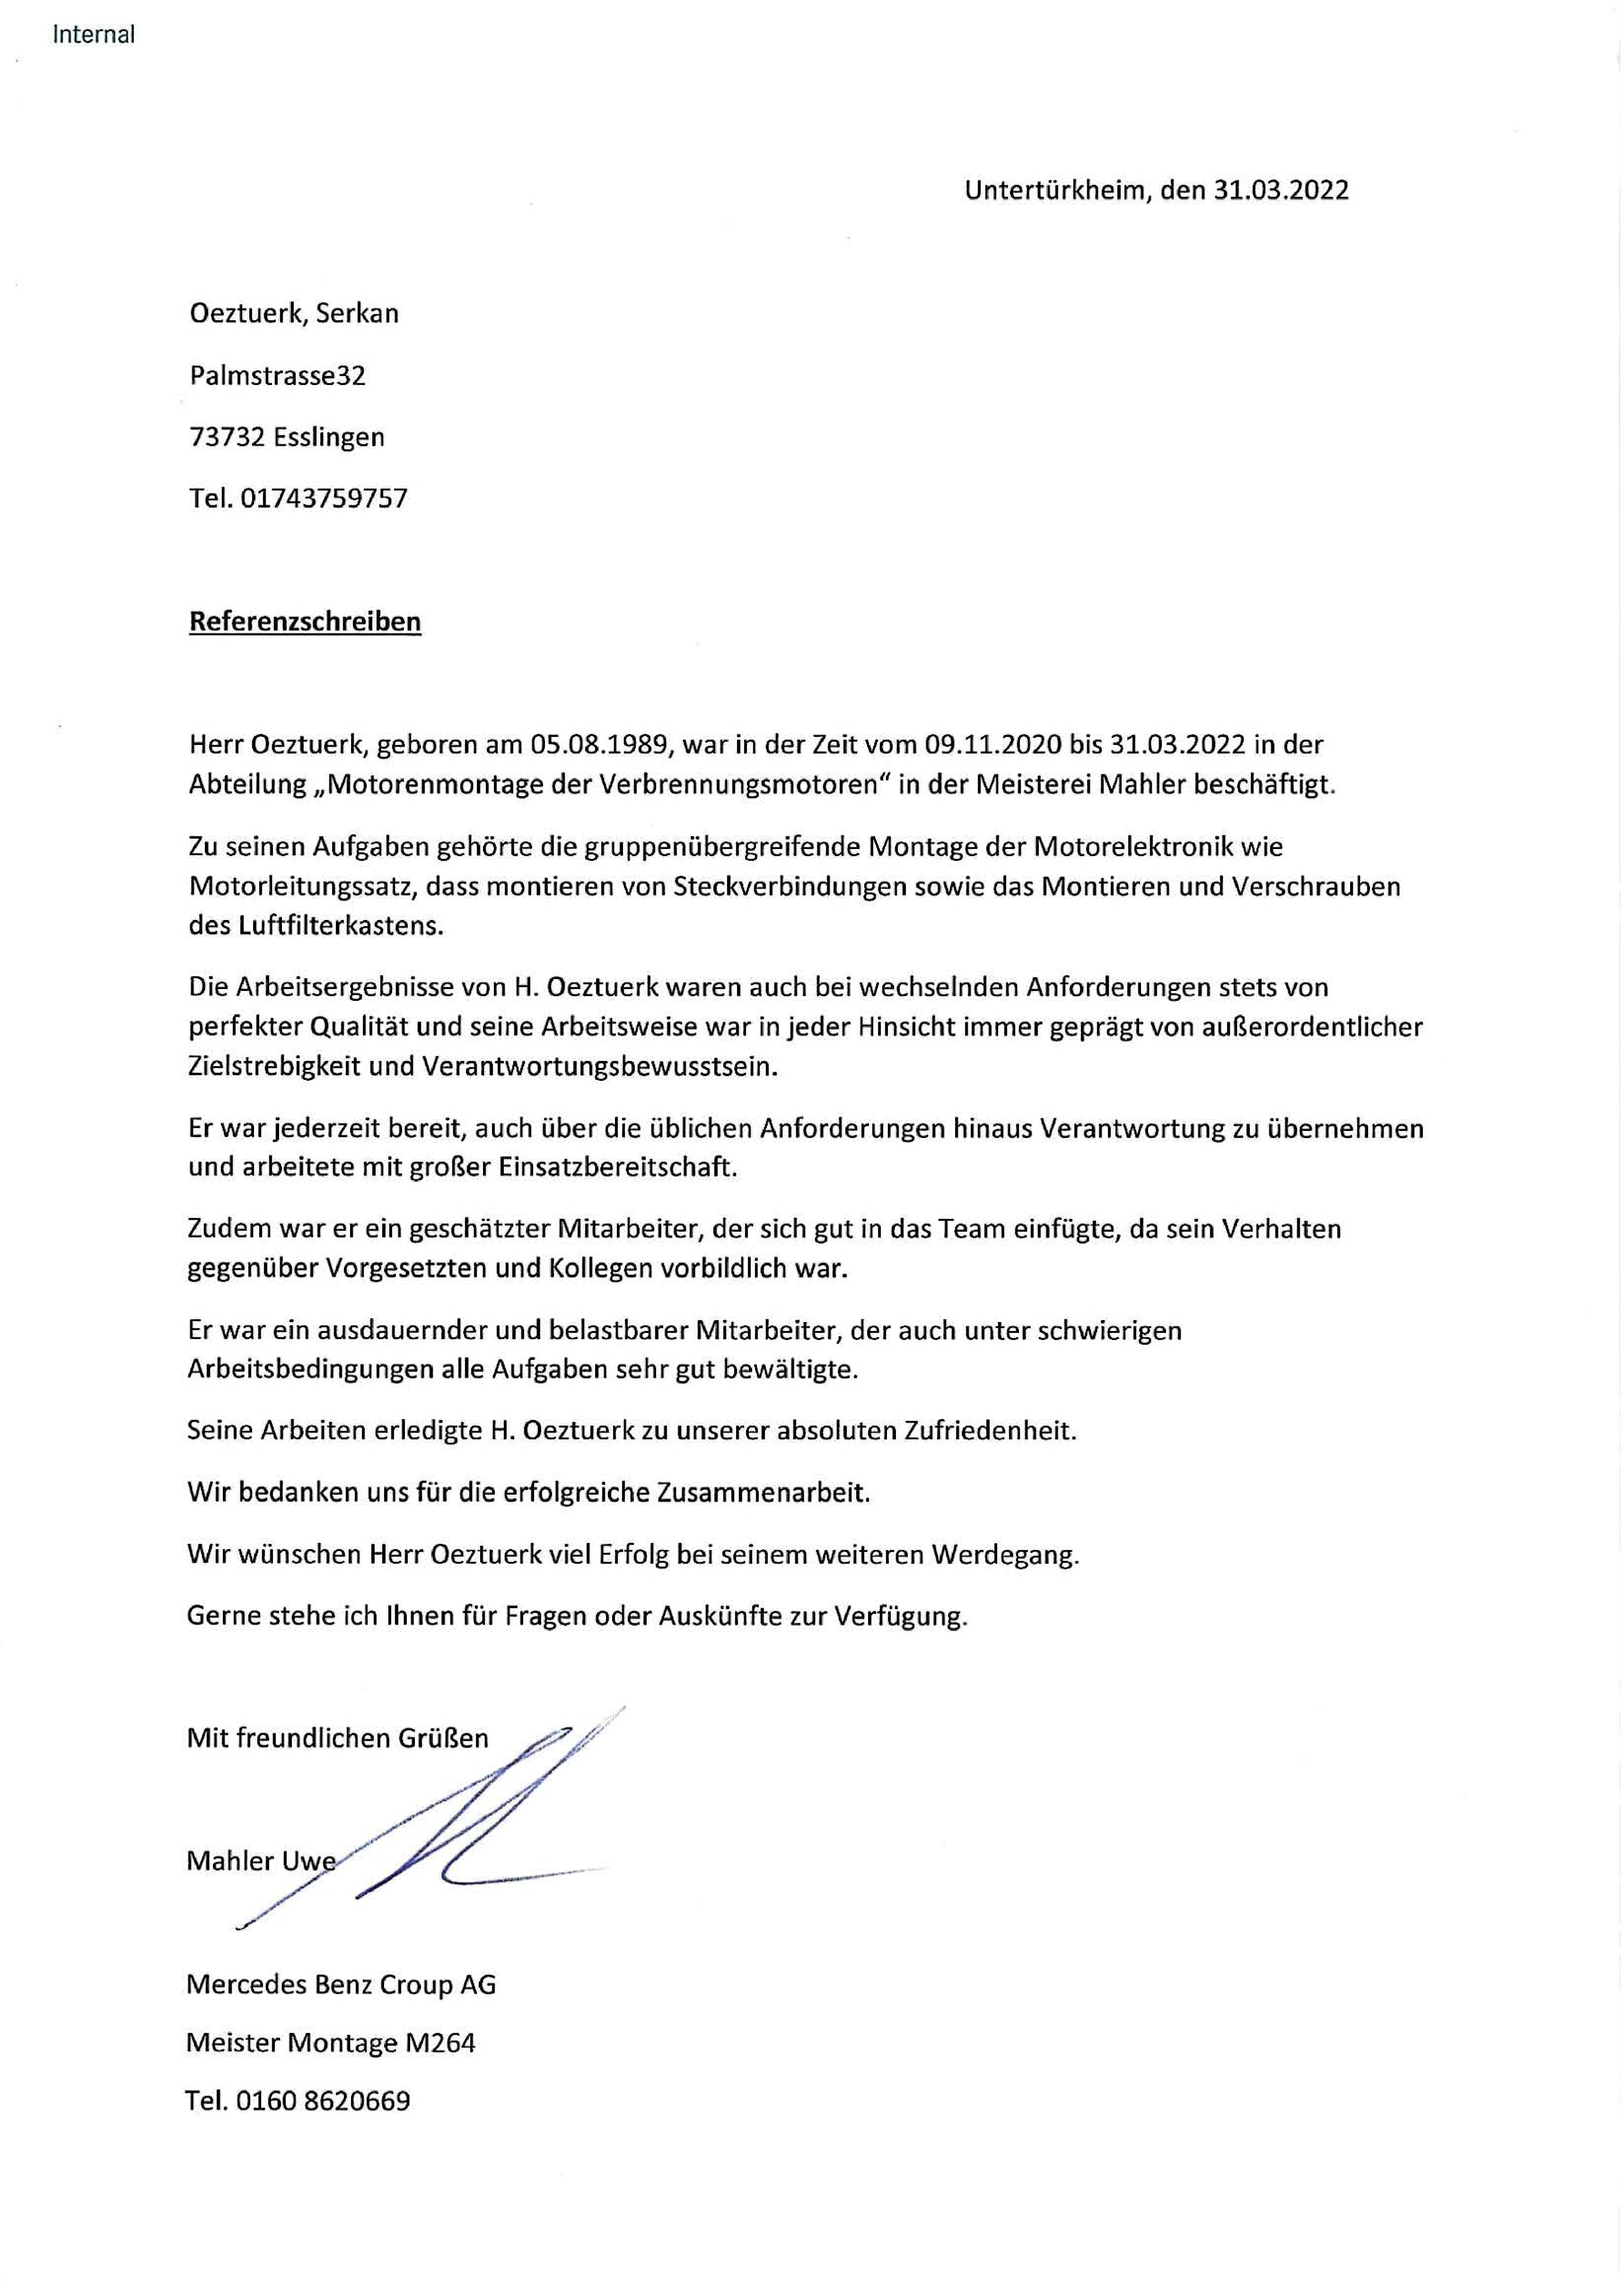 Internal
Untertürkheim, den 31.03.2022
Oeztuerk, Serkan
Palmstrasse32
73732 Esslingen
Tel. 01743759757
Referenzschreiben
Herr Oeztuerk, geboren am 05.08.1989, war in der Zeit vom 09.11.2020 bis 31.03.2022 in der
Abteilung „Motorenmontage der Verbrennungsmotoren“ in der Meisterei Mahler beschäftigt.
Zu seinen Aufgaben gehörte die gruppenübergreifende Montage der Motorelektronik wie
Motorleitungssatz, dass montieren von Steckverbindungen sowie das Montieren und Verschrauben
des Luftfilterkastens.
Die Arbeitsergebnisse von H. Oeztuerk waren auch bei wechselnden Anforderungen stets von
perfekter Qualität und seine Arbeitsweise war in jeder Hinsicht immer geprägt von außerordentlicher
Zielstrebigkeit und Verantwortungsbewusstsein.
Er war jederzeit bereit, auch über die üblichen Anforderungen hinaus Verantwortung zu übernehmen
und arbeitete mit großer Einsatzbereitschaft.
Zudem war er ein geschätzter Mitarbeiter, der sich gut in das Team einfügte, da sein Verhalten
gegenüber Vorgesetzten und Kollegen vorbildlich war.
Er war ein ausdauernder und belastbarer Mitarbeiter, der auch unter schwierigen
Arbeitsbedingungen alle Aufgaben sehr gut bewältigte.
Seine Arbeiten erledigte H. Oeztuerk zu unserer absoluten Zufriedenheit.
Wir bedanken uns für die erfolgreiche Zusammenarbeit.
Wir wünschen Herr Oeztuerk viel Erfolg bei seinem weiteren Werdegang.
Gerne stehe ich Ihnen für Fragen oder Auskünfte zur Verfügung.
Mit freundlichen Grüßen
Mahler Uwe
Mercedes Benz Croup AG
Meister Montage M264
Tel. 0160 8620669